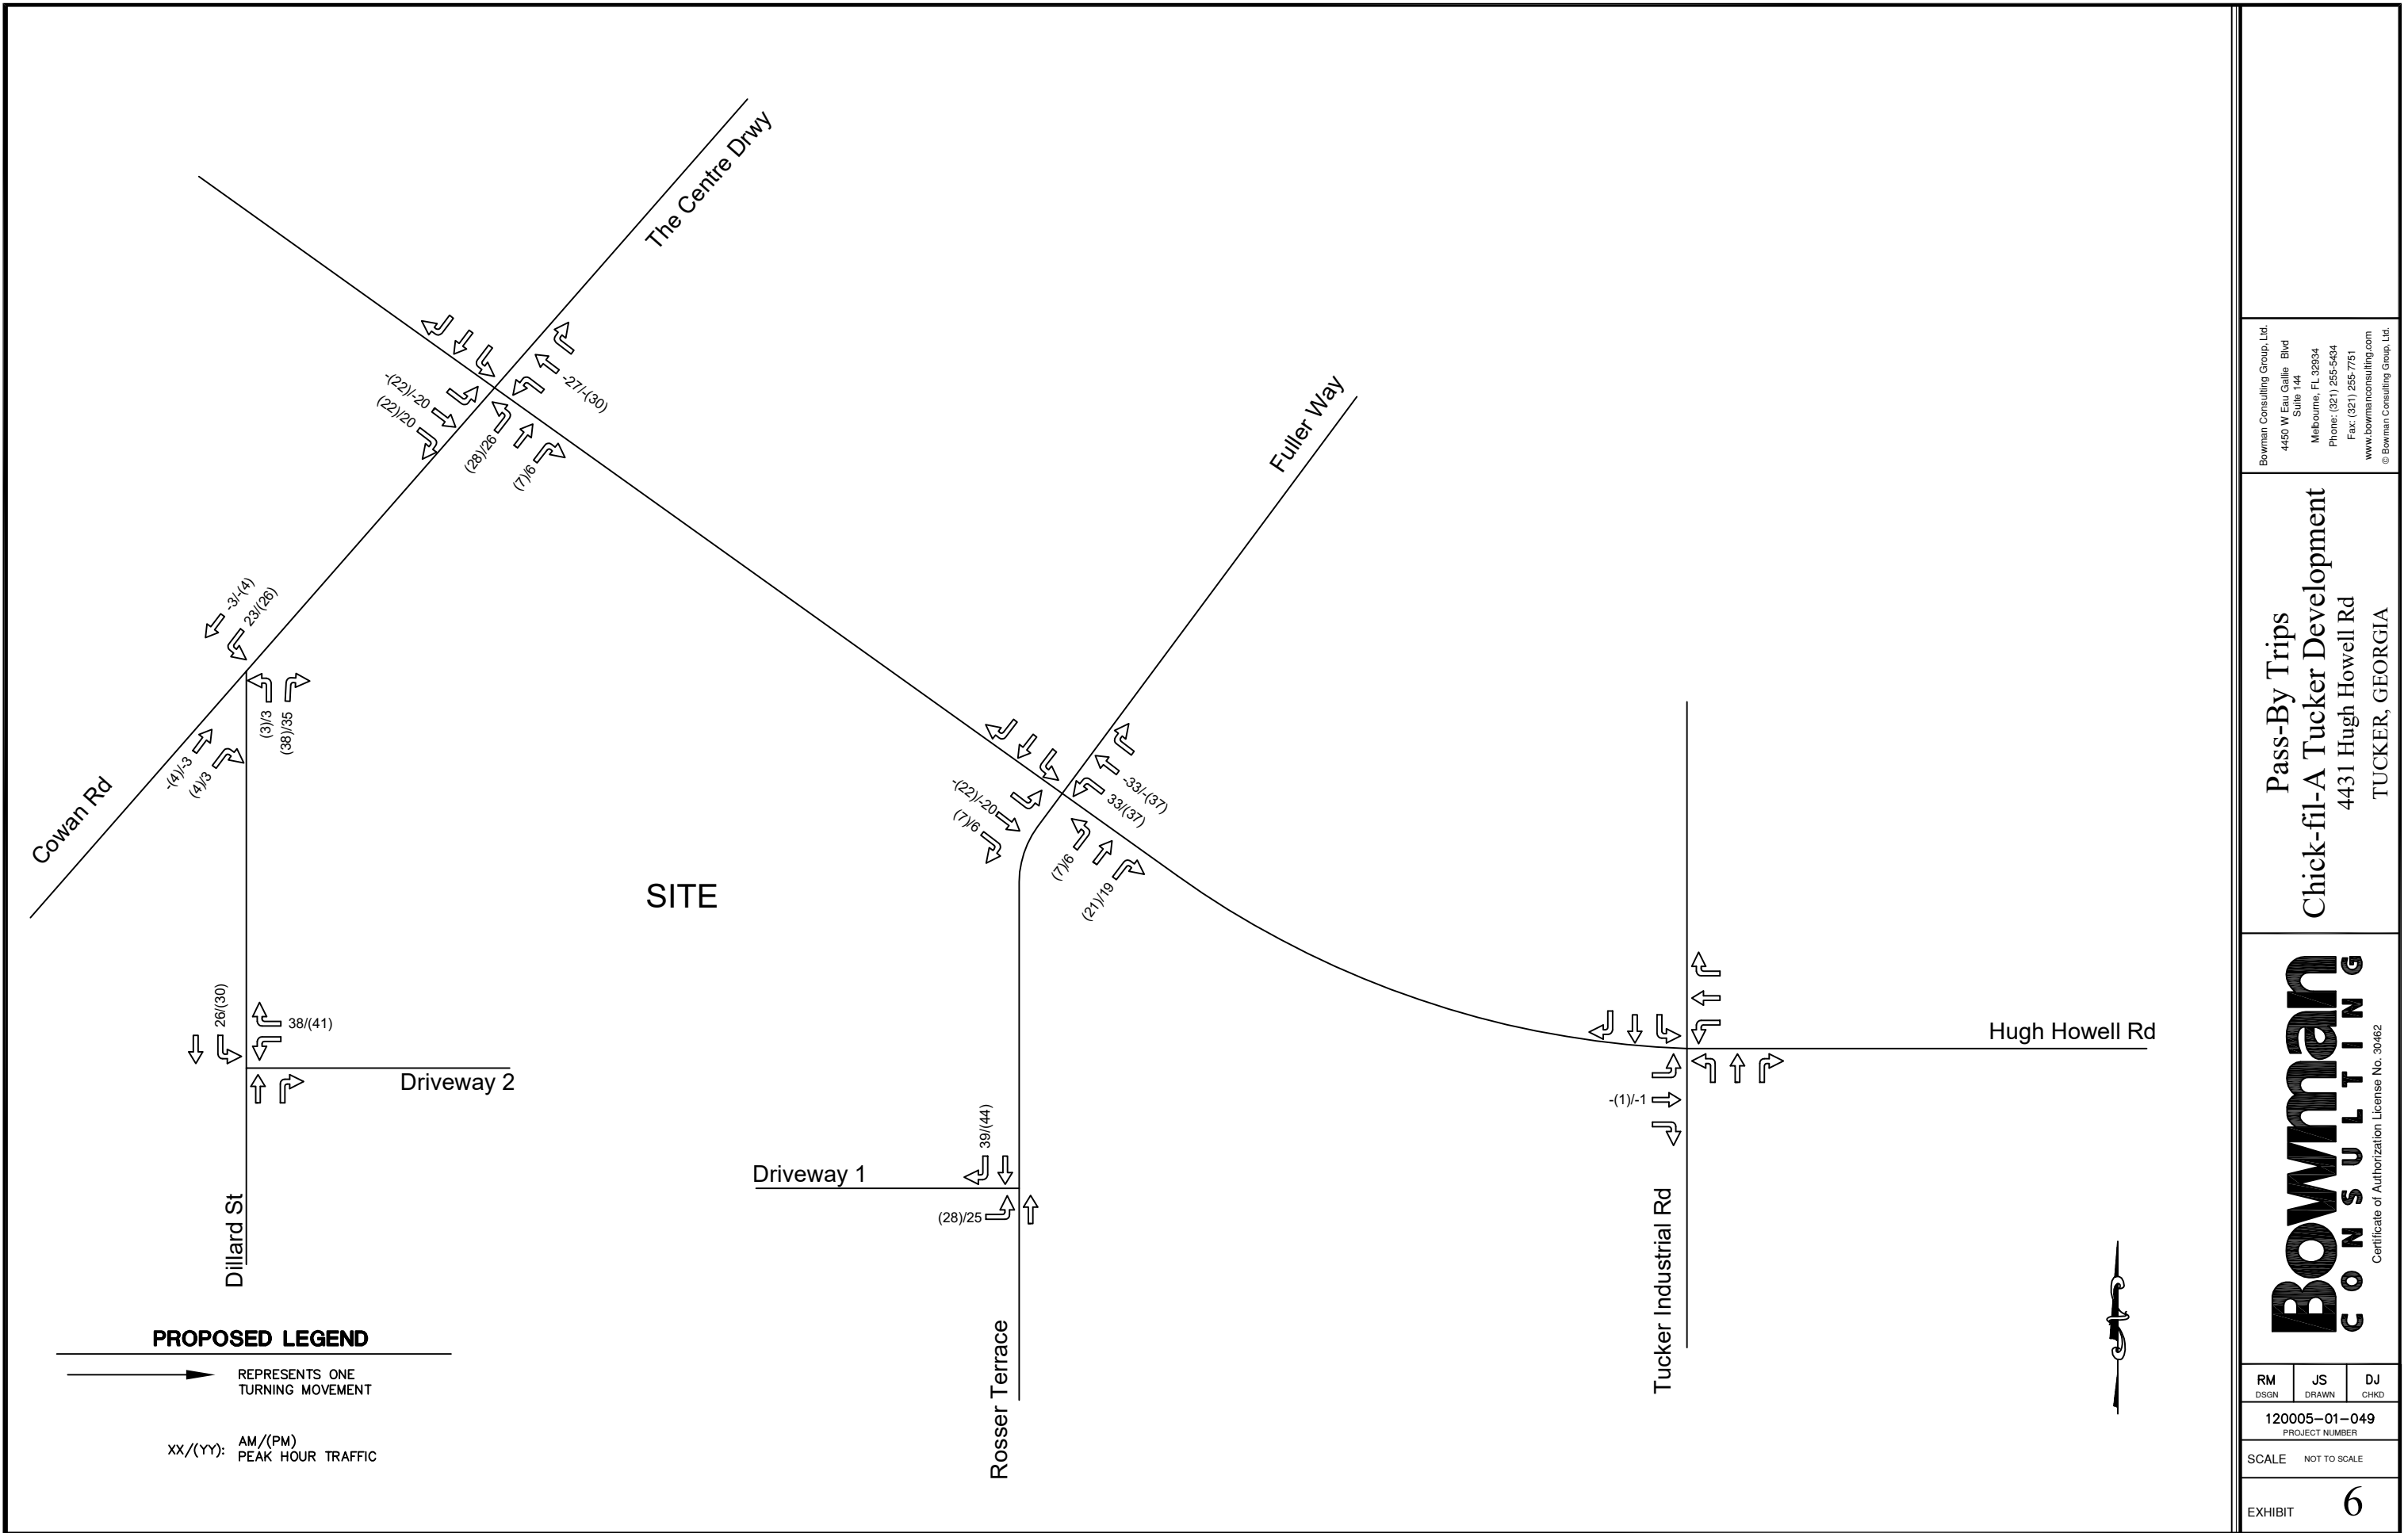 The Centre Drwy
-27/-(30)
-(22)/-20
(22)/20
(28)/26
(7)/6
Fuller Way
-3/-(4)
23/(26)
(3)/3
(38)/35
-(4)/-3
(4)/3
Cowan Rd
-33/-(37)
33/(37)
-(22)/-20
(7)/6
(7)/6
(21)/19
SITE
26/(30)
38/(41)
Driveway 2
Dillard St
39/(44)
Driveway 1
(28)/25
Rosser Terrace
Hugh Howell Rd
-(1)/-1
Tucker Industrial Rd
PROPOSED LEGEND
REPRESENTS ONE
TURNING MOVEMENT
XX/(YY):
AM/(PM)
PEAK HOUR TRAFFIC
Bowman Consulting Group, Ltd.
4450 W Eau Gallie Blvd
Suite 144
Melbourne, FL 32934
Phone: (321) 255-5434
Fax: (321) 255-7751
www.bowmanconsulting.com
© Bowman Consulting Group, Ltd.
Pass-By Trips
Chick-fil-A Tucker Development
4431 Hugh Howell Rd
TUCKER, GEORGIA
Bowman
CONSULTING
Certificate of Authorization License No. 30462
RM
DSGN
JS
DRAWN
DJ
CHKD
120005-01-049
PROJECT NUMBER
SCALE NOT TO SCALE
EXHIBIT 6